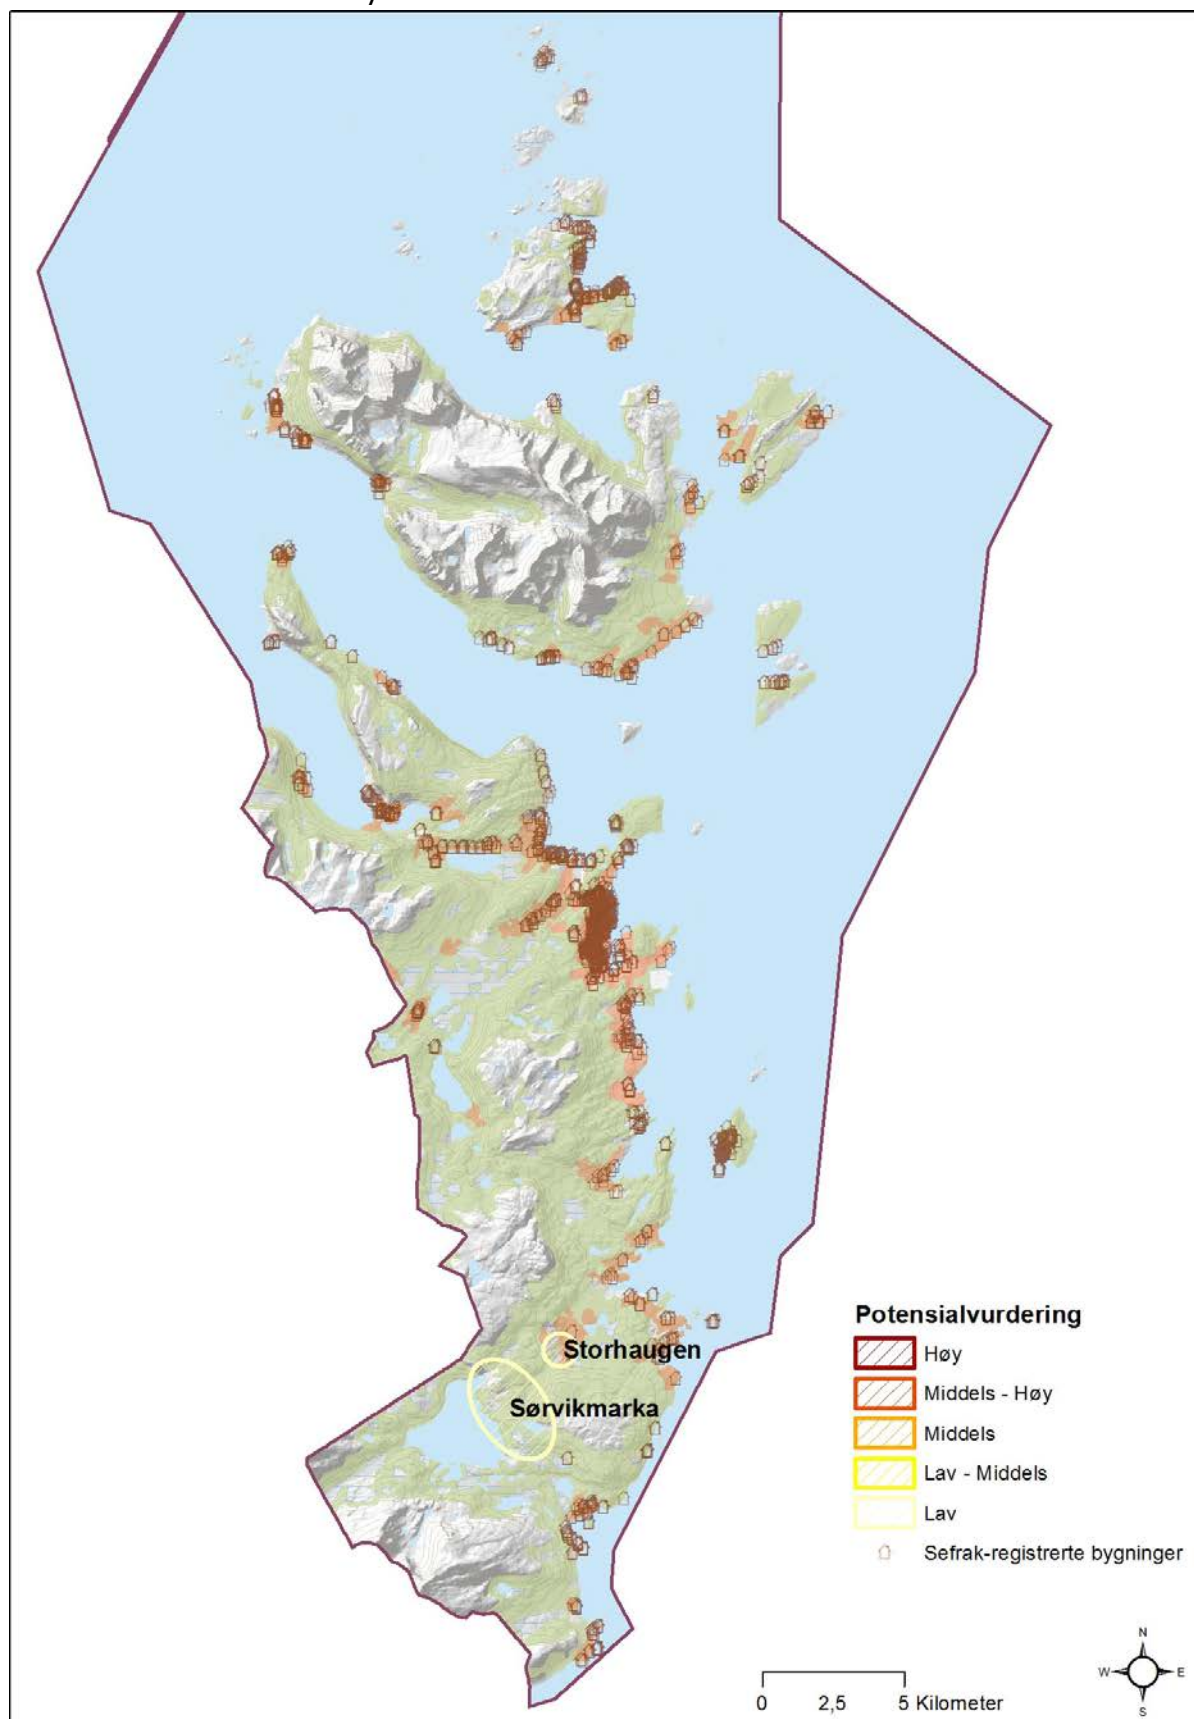 Storhaugen
Sørvikmarka
Potensialvurdering
Høy
Middels - Høy
Middels
Lav - Middels
Lav
Sefrak-registrerte bygninger
N
W E
S
0 2,5 5 Kilometer